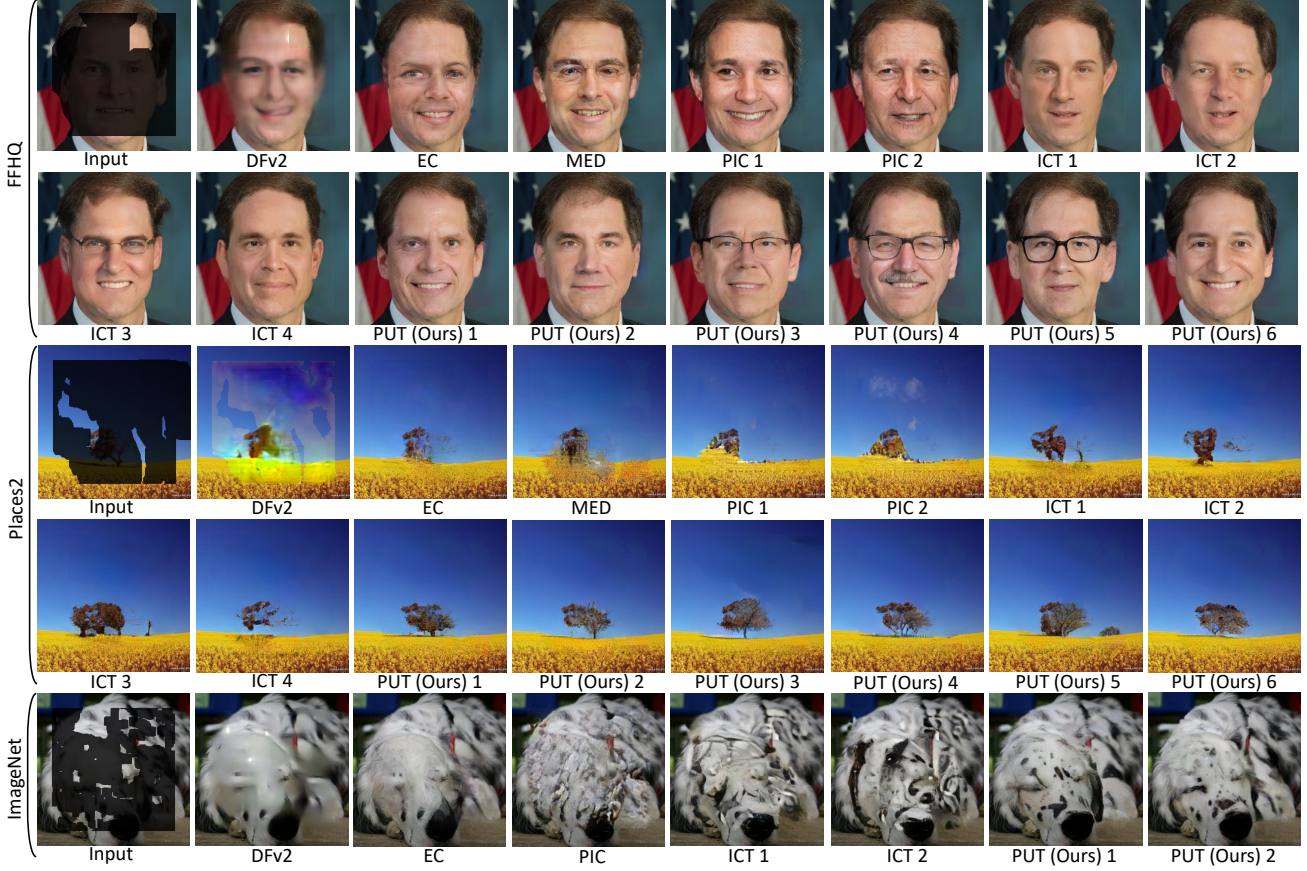 FFHQ
Input DFv2 EC MED PIC 1 PIC 2 ICT 1 ICT 2
ICT 3 ICT 4 PUT (Ours) 1 PUT (Ours) 2 PUT (Ours) 3 PUT (Ours) 4 PUT (Ours) 5 PUT (Ours) 6
Places2
Input DFv2 EC MED PIC 1 PIC 2 ICT 1 ICT 2
ICT 3 ICT 4 PUT (Ours) 1 PUT (Ours) 2 PUT (Ours) 3 PUT (Ours) 4 PUT (Ours) 5 PUT (Ours) 6
ImageNet
Input DFv2 EC PIC ICT 1 ICT 2 PUT (Ours) 1 PUT (Ours) 2